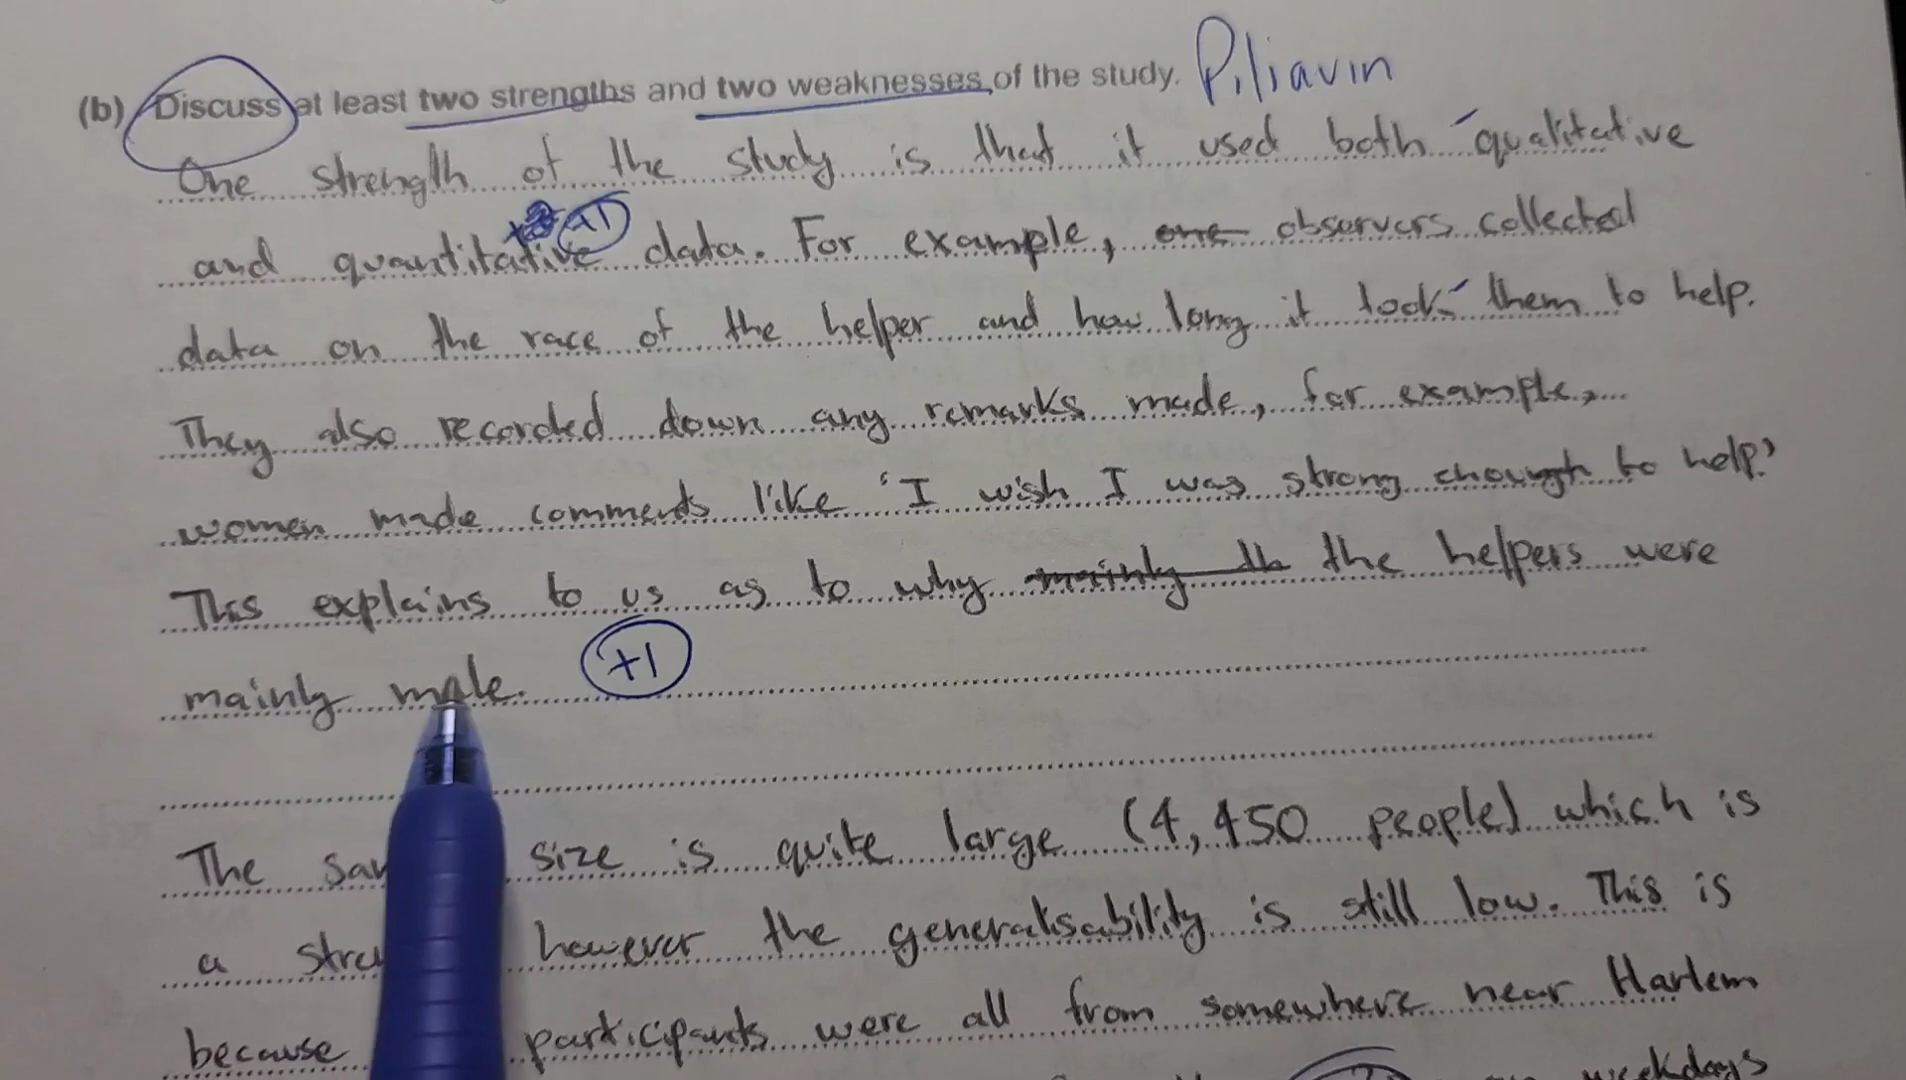 (b) Discuss at least two strengths and two weaknesses of the study. Piliavin
One strength of the study is that it used both qualitative
+1
and quantitative data. For example, one observers collected
data on the race of the helper and how long it took them to help.
They also recorded down any remarks made, for example,
women made comments like 'I wish I was strong enough to help.'
This explains to us as to why mainly th the helpers were
mainly male. +1
The size is quite large (4,450 people) which is
a however the generalisability is still low. This is
because participants were all from somewhere near Harlem
weekdays